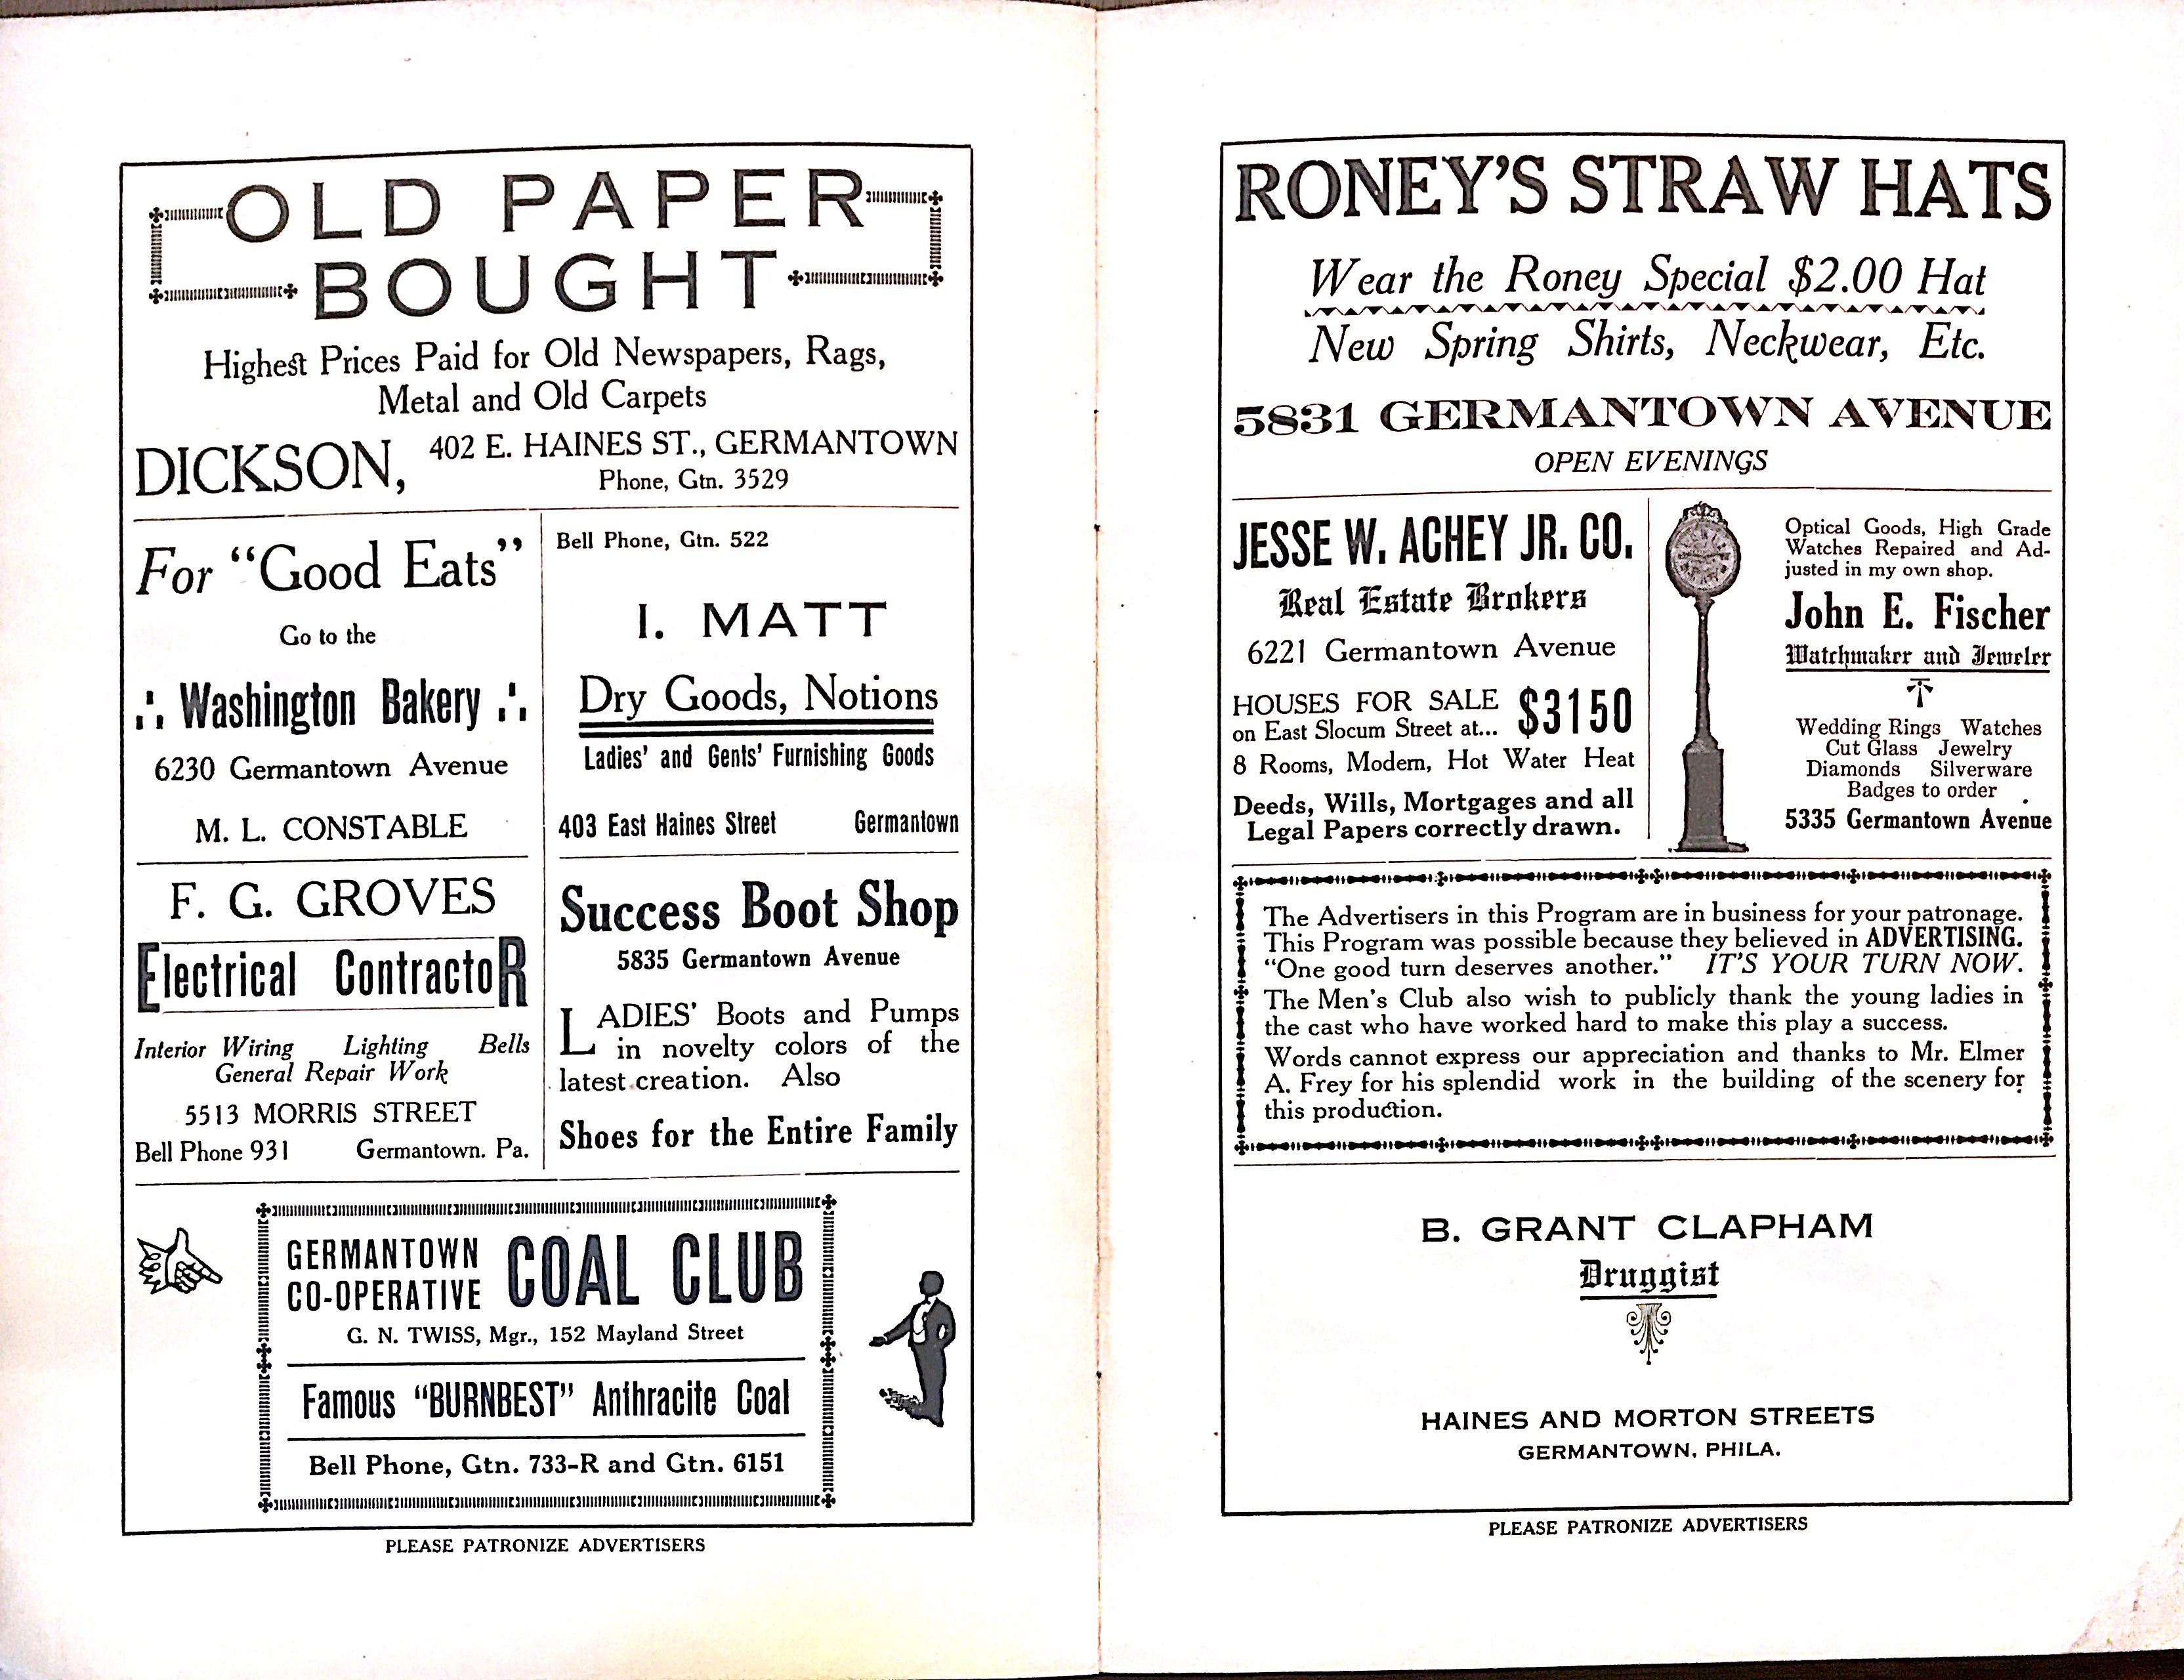 OLD PAPER
BOUGHT
Highest Prices Paid for Old Newspapers, Rags,
Metal and Old Carpets
DICKSON, 402 E. HAINES ST., GERMANTOWN
Phone, Gtn. 3529
For “Good Eats”
Go to the
Washington Bakery
6230 Germantown Avenue
M. L. CONSTABLE
Bell Phone, Gtn. 522
I. MATT
Dry Goods, Notions
Ladies’ and Gents’ Furnishing Goods
403 East Haines Street Germantown
F. G. GROVES
Electrical ContractoR
Interior Wiring Lighting Bells
General Repair Work
5513 MORRIS STREET
Bell Phone 931 Germantown. Pa.
Success Boot Shop
5835 Germantown Avenue
LADIES’ Boots and Pumps
in novelty colors of the
latest creation. Also
Shoes for the Entire Family
GERMANTOWN
CO-OPERATIVE
COAL CLUB
G. N. TWISS, Mgr., 152 Mayland Street
Famous “BURNBEST” Anthracite Coal
Bell Phone, Gtn. 733-R and Gtn. 6151
PLEASE PATRONIZE ADVERTISERS
RONEY’S STRAW HATS
Wear the Roney Special $2.00 Hat
New Spring Shirts, Neckwear, Etc.
5831 GERMANTOWN AVENUE
OPEN EVENINGS
JESSE W. ACHEY JR. CO.
Real Estate Brokers
6221 Germantown Avenue
HOUSES FOR SALE
on East Slocum Street at... $3150
8 Rooms, Modern, Hot Water Heat
Deeds, Wills, Mortgages and all
Legal Papers correctly drawn.
Optical Goods, High Grade
Watches Repaired and Ad-
justed in my own shop.
John E. Fischer
Watchmaker and Jeweler
Wedding Rings Watches
Cut Glass Jewelry
Diamonds Silverware
Badges to order
5335 Germantown Avenue
The Advertisers in this Program are in business for your patronage.
This Program was possible because they believed in ADVERTISING.
“One good turn deserves another.” IT’S YOUR TURN NOW.
The Men’s Club also wish to publicly thank the young ladies in
the cast who have worked hard to make this play a success.
Words cannot express our appreciation and thanks to Mr. Elmer
A. Frey for his splendid work in the building of the scenery for
this production.
B. GRANT CLAPHAM
Druggist
HAINES AND MORTON STREETS
GERMANTOWN, PHILA.
PLEASE PATRONIZE ADVERTISERS